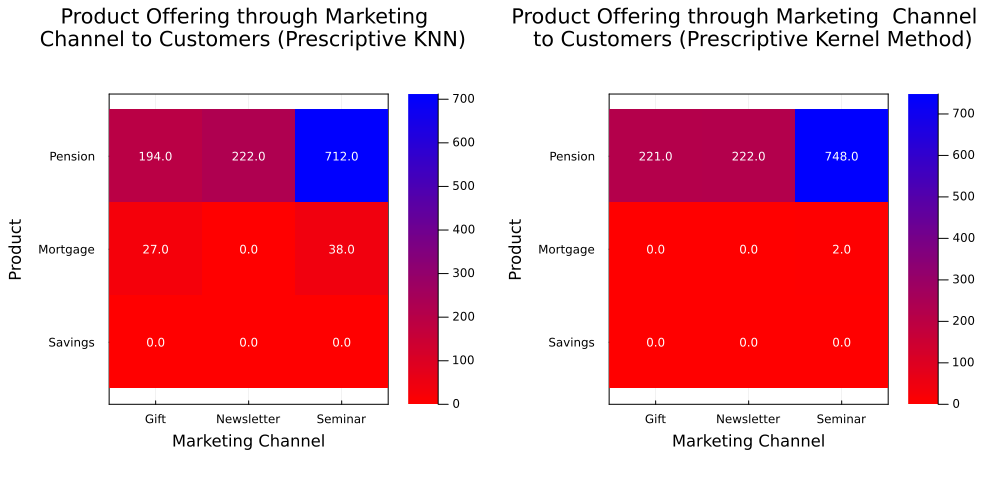 Product Offering through Marketing
Channel to Customers (Prescriptive KNN)
Product
Pension
Mortgage
Savings
194.0 222.0 712.0
27.0 0.0 38.0
0.0 0.0 0.0
Gift Newsletter Seminar
Marketing Channel
700
600
500
400
300
200
100
0
Product Offering through Marketing  Channel
to Customers (Prescriptive Kernel Method)
Product
Pension
Mortgage
Savings
221.0 222.0 748.0
0.0 0.0 2.0
0.0 0.0 0.0
Gift Newsletter Seminar
Marketing Channel
700
600
500
400
300
200
100
0